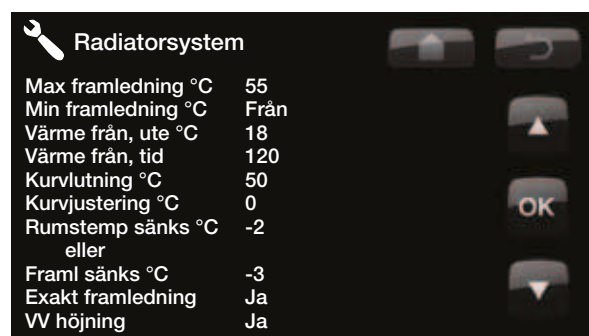 Radiatorsystem
Max framledning °C 55
Min framledning °C Från
Värme från, ute °C 18
Värme från, tid 120
Kurvlutning °C 50
Kurvjustering °C 0
Rumstemp sänks °C -2
eller
Framl sänks °C -3
Exakt framledning Ja
VV höjning Ja
OK